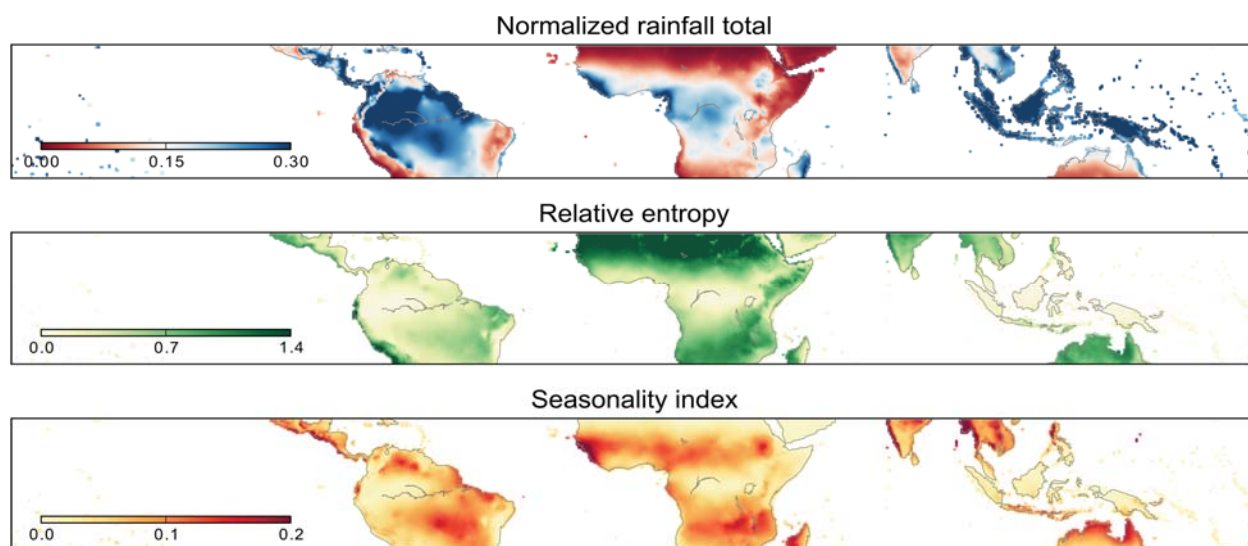 Normalized rainfall total
0.00 0.15 0.30
Relative entropy
0.0 0.7 1.4
Seasonality index
0.0 0.1 0.2